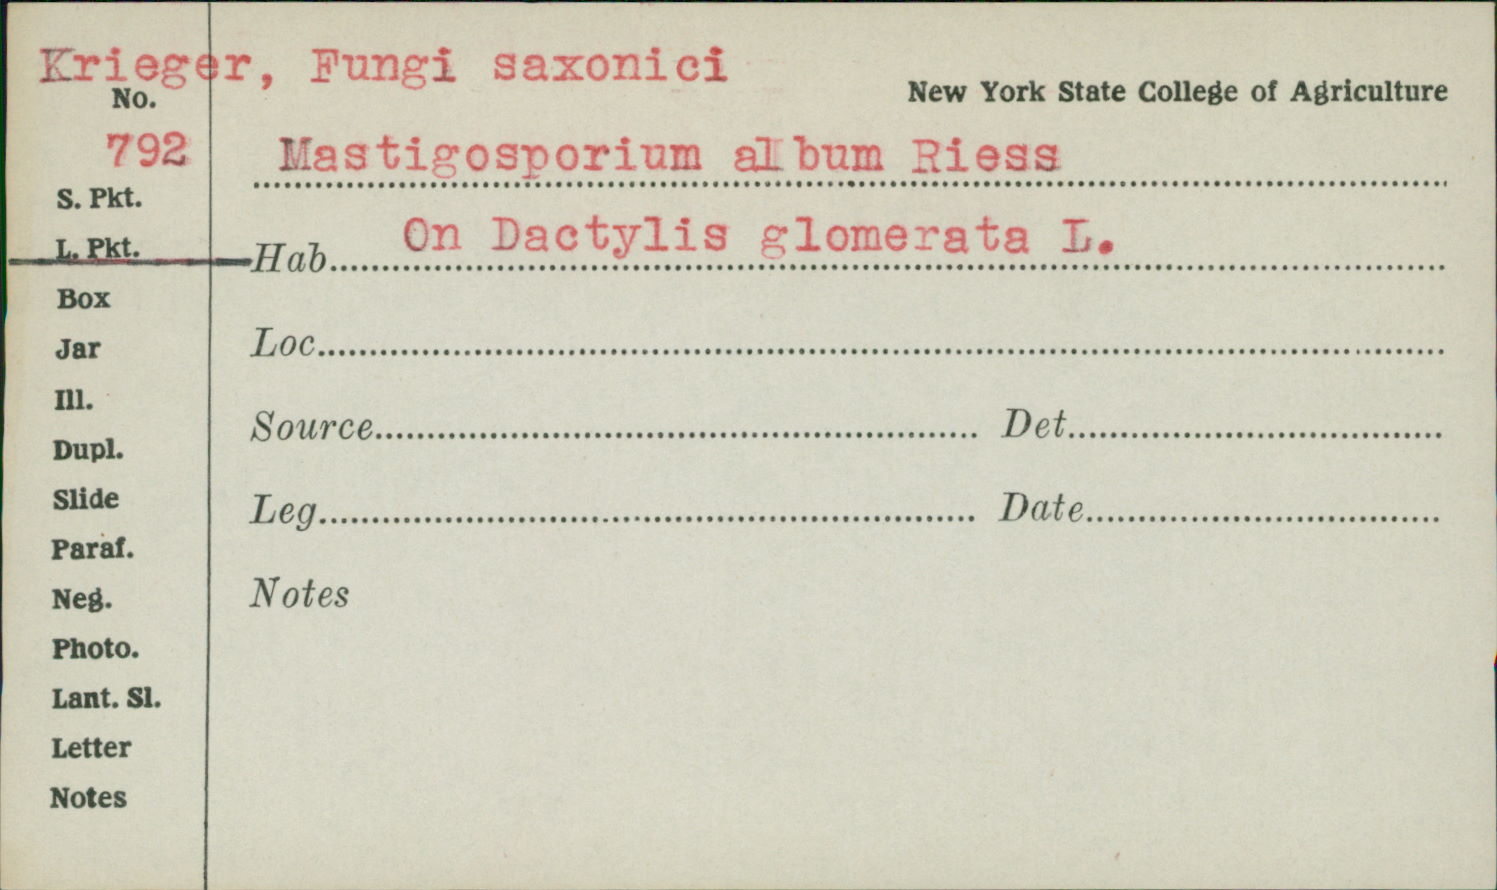 Krieger, Fungi saxonici
New York State College of Agriculture
No.
792
Mastigosporium album Riess
S. Pkt.
L. Pkt.
Hab. On Dactylis glomerata L.
Box
Jar
Loc.
Ill.
Source
Det.
Dupl.
Slide
Leg.
Date
Paraf.
Neg.
Notes
Photo.
Lant. Sl.
Letter
Notes